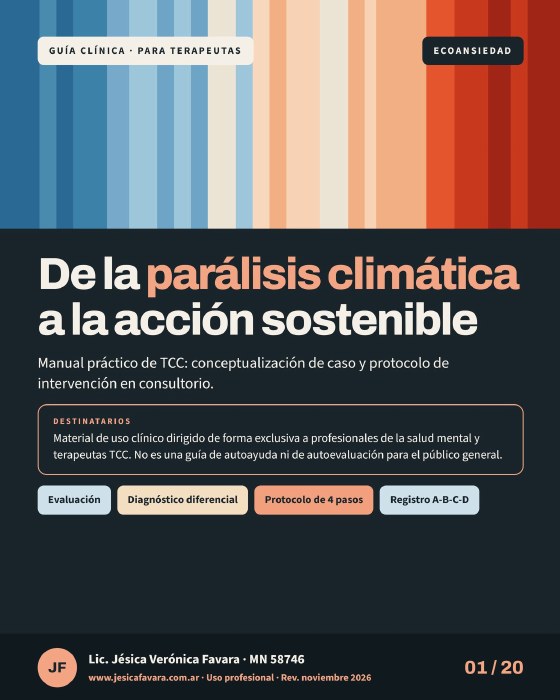 GUÍA CLÍNICA · PARA TERAPEUTAS
ECOANSIEDAD
De la parálisis climática
a la acción sostenible
Manual práctico de TCC: conceptualización de caso y protocolo de
intervención en consultorio.
DESTINATARIOS
Material de uso clínico dirigido de forma exclusiva a profesionales de la salud mental y
terapeutas TCC. No es una guía de autoayuda ni de autoevaluación para el público general.
Evaluación
Diagnóstico diferencial
Protocolo de 4 pasos
Registro A-B-C-D
JF
Lic. Jésica Verónica Favara · MN 58746
www.jesicafavara.com.ar · Uso profesional · Rev. noviembre 2026
01 / 20